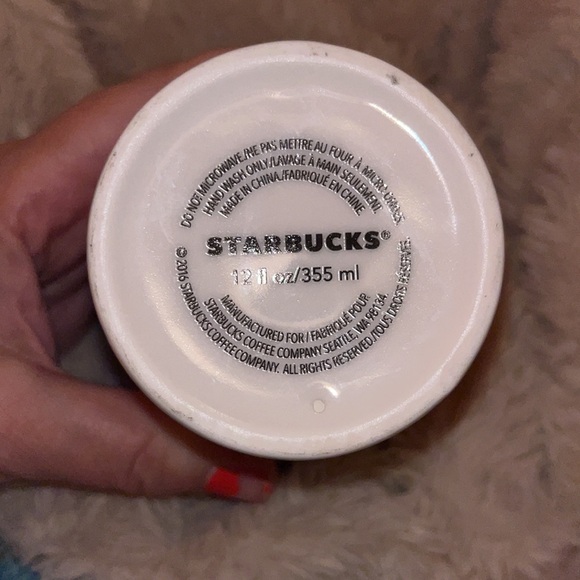 DO NOT MICROWAVE./NE PAS METTRE AU FOUR À MICRO-ONDES.
HAND WASH ONLY./LAVAGE À MAIN SEULEMENT.
MADE IN CHINA./FABRIQUÉ EN CHINE.
STARBUCKS®
12 fl oz/355 ml
MANUFACTURED FOR / FABRIQUÉ POUR
STARBUCKS COFFEE COMPANY SEATTLE, WA 98134
©2016 STARBUCKS COFFEE COMPANY. ALL RIGHTS RESERVED./TOUS DROITS RÉSERVÉ.